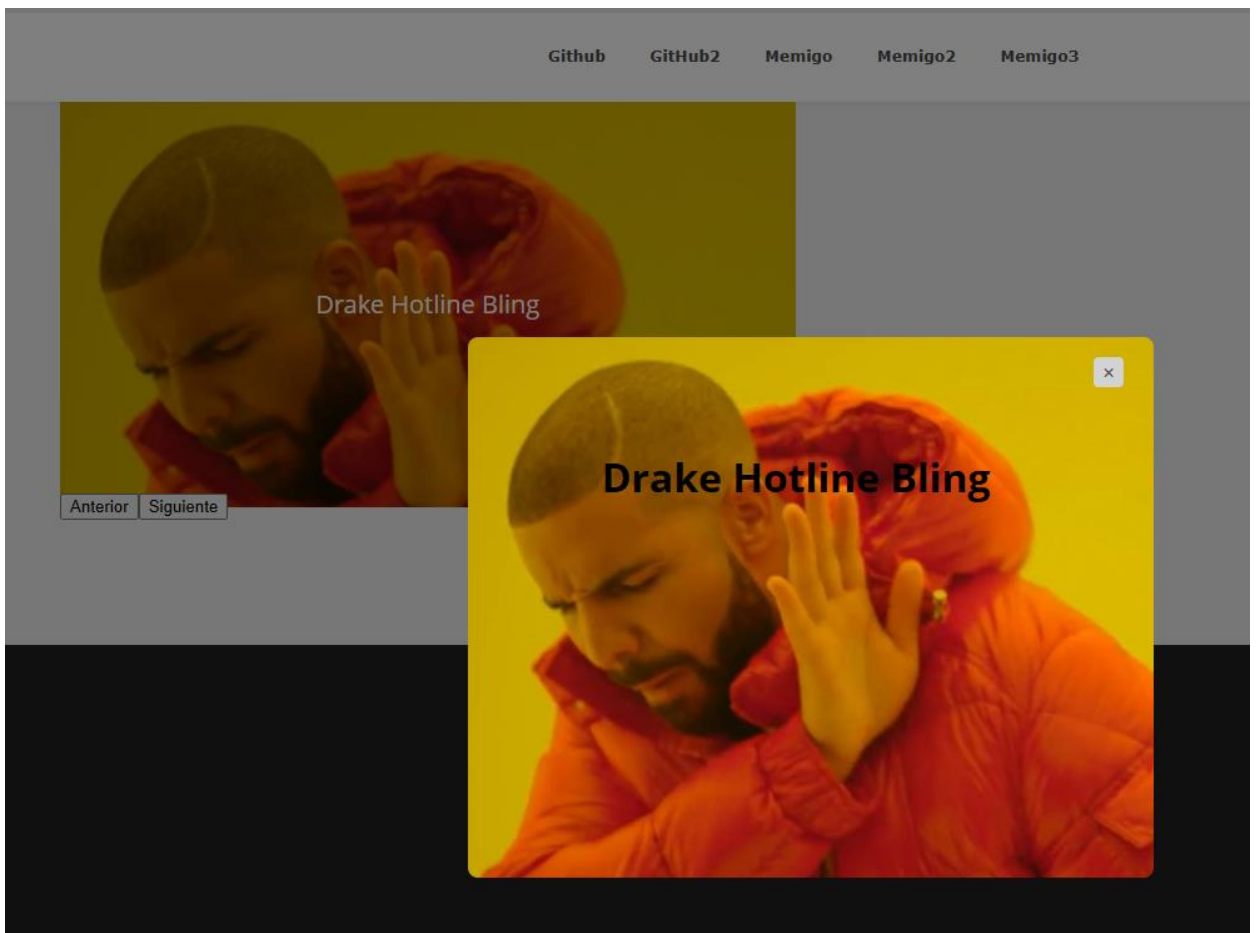 Github GitHub2 Memigo Memigo2 Memigo3
Drake Hotline Bling
×
Drake Hotline Bling
Anterior Siguiente